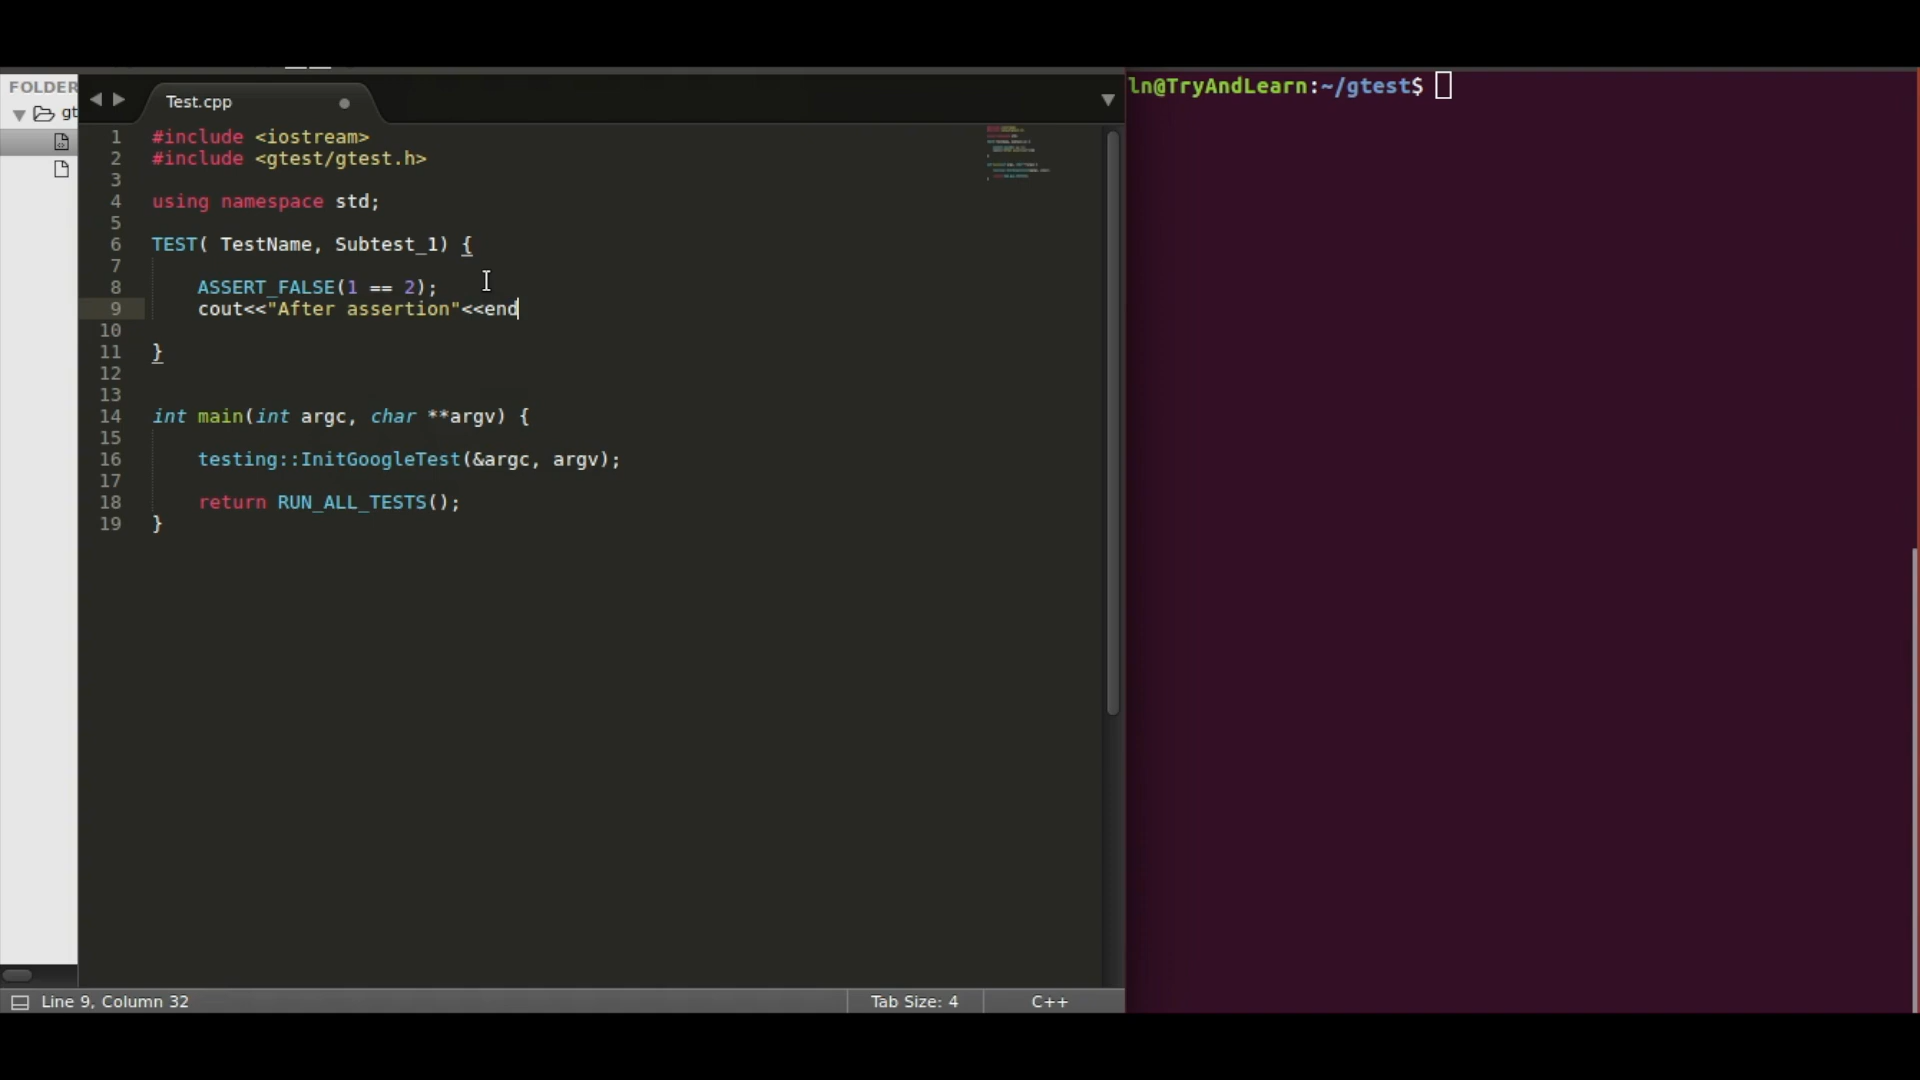 FOLDER
gt
Test.cpp
1 #include <iostream>
2 #include <gtest/gtest.h>
3
4 using namespace std;
5
6 TEST( TestName, Subtest_1) {
7
8 ASSERT_FALSE(1 == 2);
9 cout<<"After assertion"<<end
10
11 }
12
13
14 int main(int argc, char **argv) {
15
16 testing::InitGoogleTest(&argc, argv);
17
18 return RUN_ALL_TESTS();
19 }
Line 9, Column 32
Tab Size: 4
C++
ln@TryAndLearn:~/gtest$